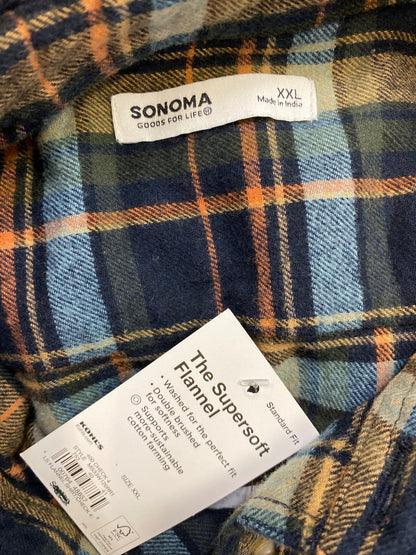 SONOMA
GOODS FOR LIFE
XXL
Made in India
Standard Fit
The Supersoft
Flannel
• Washed for the perfect fit
• Double brushed
for softness
Supports
more-sustainable
cotton farming
SIZE XXL
KOHLS